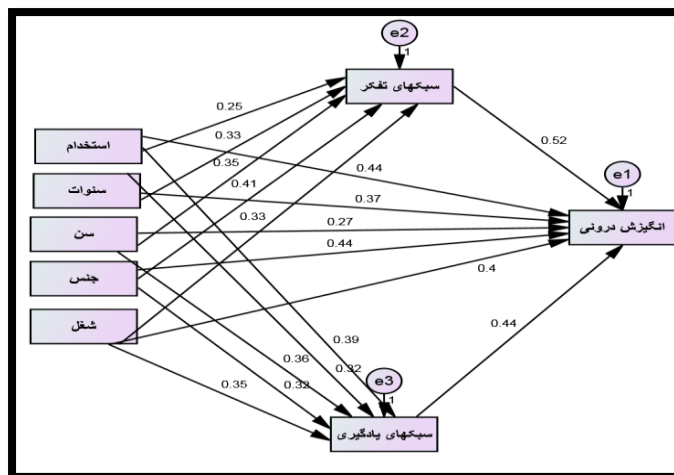 e2
1
سبکهای تفکر
0.25
0.33
0.52
استخدام
0.35
0.44
e1
سنوات
0.41
0.37
1
0.33
0.27
سن
انگیزش درونی
0.44
جنس
0.4
شغل
0.44
0.39
0.36
0.32
e3
0.35
0.32
1
سبکهای یادگیری